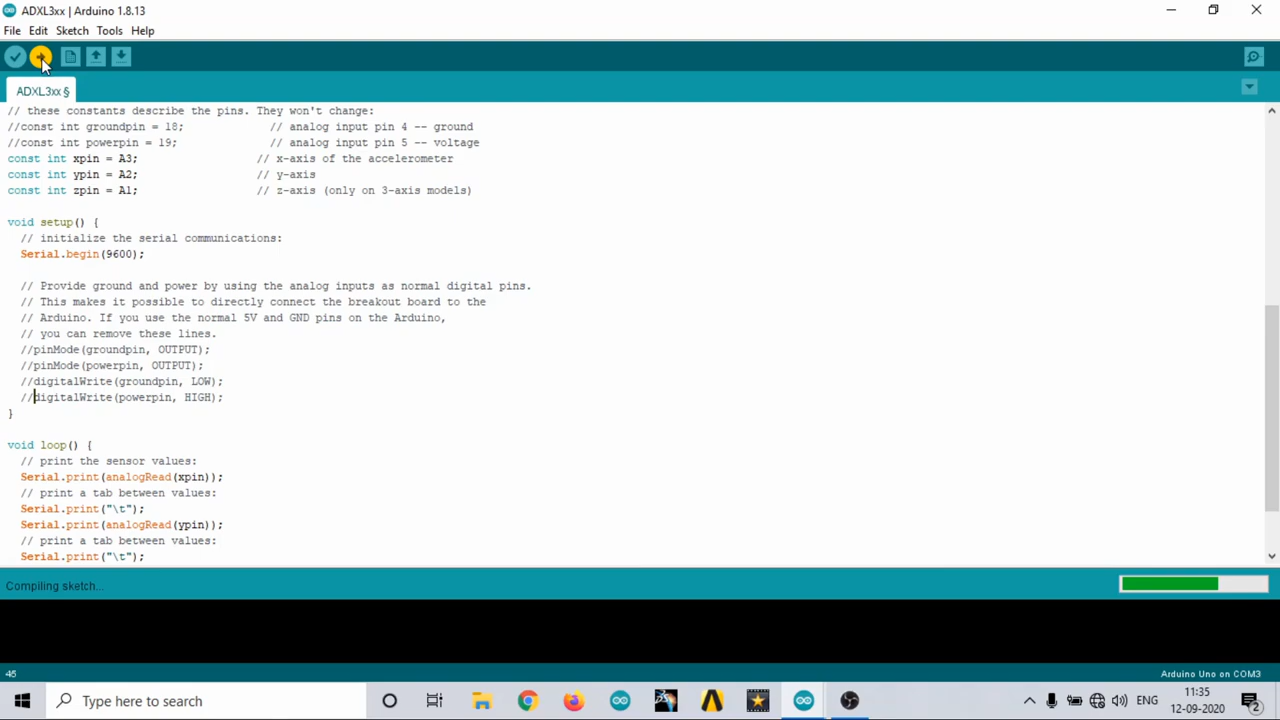 ADXL3xx | Arduino 1.8.13
File Edit Sketch Tools Help
ADXL3xx §
// these constants describe the pins. They won't change:
//const int groundpin = 18;             // analog input pin 4 -- ground
//const int powerpin = 19;              // analog input pin 5 -- voltage
const int xpin = A3;                  // x-axis of the accelerometer
const int ypin = A2;                  // y-axis
const int zpin = A1;                  // z-axis (only on 3-axis models)
void setup() {
  // initialize the serial communications:
  Serial.begin(9600);
  // Provide ground and power by using the analog inputs as normal digital pins.
  // This makes it possible to directly connect the breakout board to the
  // Arduino. If you use the normal 5V and GND pins on the Arduino,
  // you can remove these lines.
  //pinMode(groundpin, OUTPUT);
  //pinMode(powerpin, OUTPUT);
  //digitalWrite(groundpin, LOW);
  //digitalWrite(powerpin, HIGH);
}
void loop() {
  // print the sensor values:
  Serial.print(analogRead(xpin));
  // print a tab between values:
  Serial.print("\t");
  Serial.print(analogRead(ypin));
  // print a tab between values:
  Serial.print("\t");
Compiling sketch...
46 Arduino Uno on COM3
Type here to search
ENG
11:35
12-09-2020
2